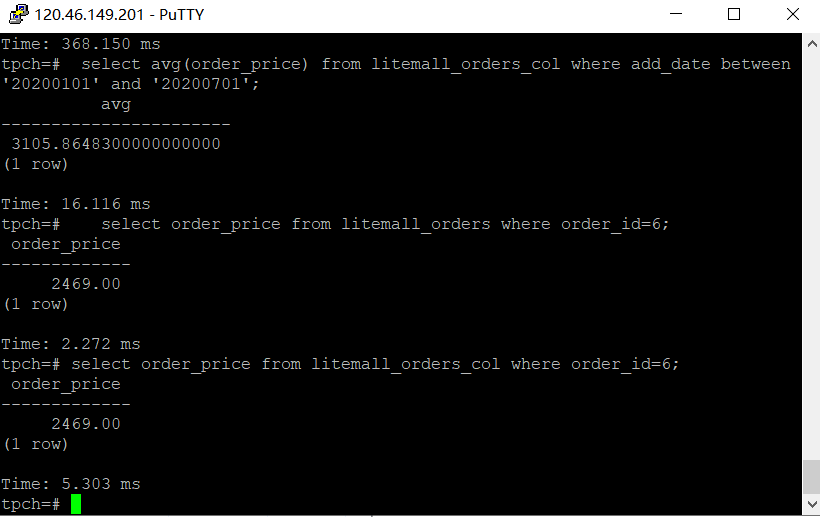 120.46.149.201 - PuTTY
Time: 368.150 ms
tpch=#  select avg(order_price) from litemall_orders_col where add_date between
'20200101' and '20200701';
          avg
-----------------------
 3105.8648300000000000
(1 row)

Time: 16.116 ms
tpch=#    select order_price from litemall_orders where order_id=6;
 order_price
-------------
     2469.00
(1 row)

Time: 2.272 ms
tpch=# select order_price from litemall_orders_col where order_id=6;
 order_price
-------------
     2469.00
(1 row)

Time: 5.303 ms
tpch=#